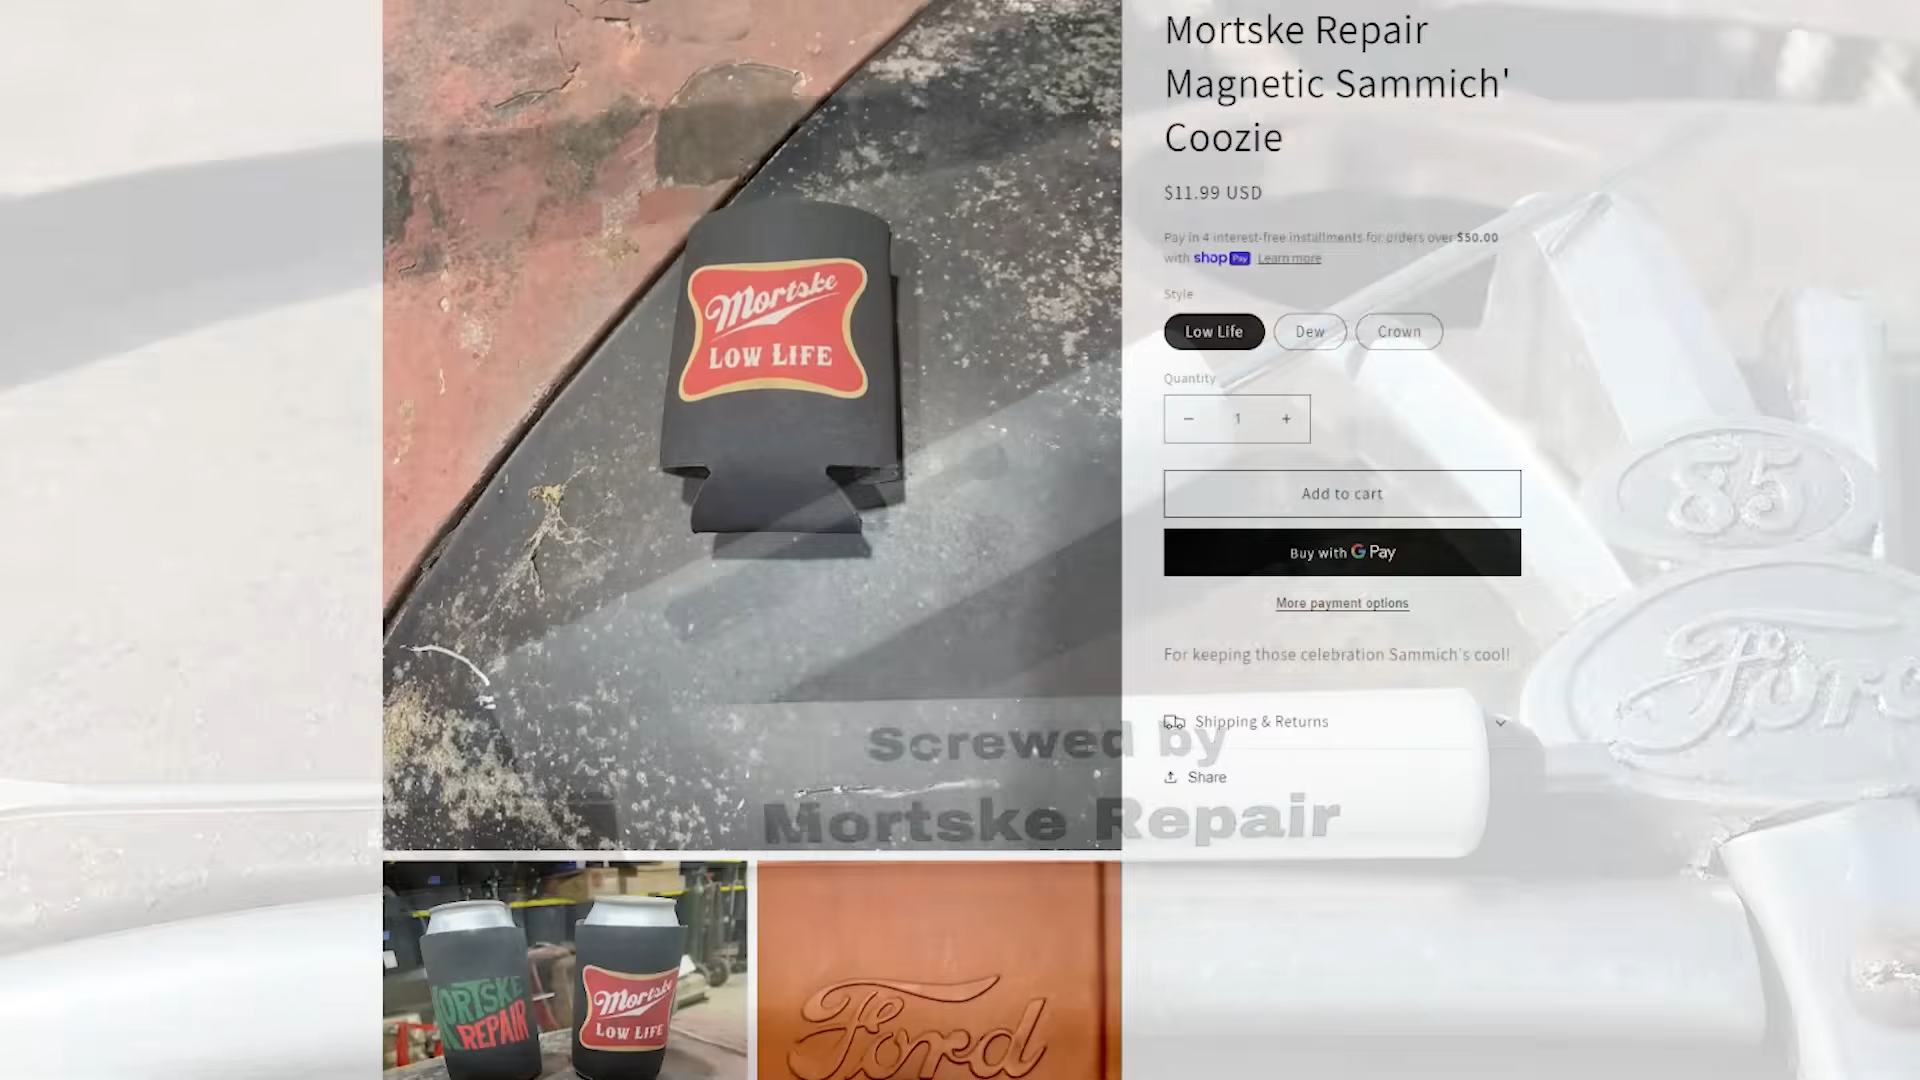 Mortske Repair
Magnetic Sammich'
Coozie
$11.99 USD
Pay in 4 interest-free installments for orders over $50.00
with shop Pay Learn more
Style
Low Life
Dew
Crown
Quantity
− 1 +
Add to cart
Buy with G Pay
More payment options
For keeping those celebration Sammich's cool!
Shipping & Returns
Share
Mortske
LOW LIFE
Screwed by
Mortske Repair
85
Ford
ORTSKE
REPAIR
Mortske
LOW LIFE
Ford